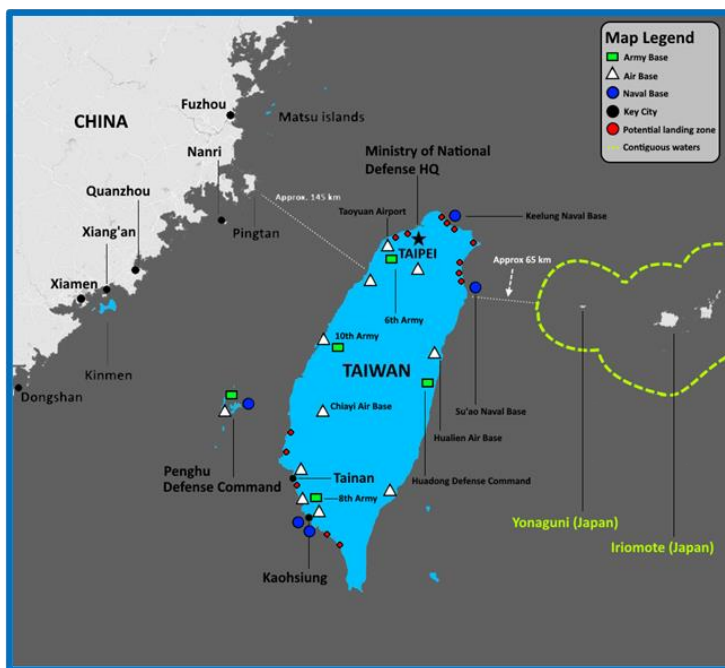 Map Legend
Army Base
Air Base
Naval Base
Key City
Potential landing zone
Contiguous waters
CHINA
Fuzhou
Matsu islands
Nanri
Quanzhou
Xiang'an
Xiamen
Pingtan
Kinmen
Dongshan
Approx. 145 km
Ministry of National
Defense HQ
Taoyuan Airport
Keelung Naval Base
TAIPEI
Approx 65 km
6th Army
10th Army
TAIWAN
Chiayi Air Base
Su'ao Naval Base
Hualien Air Base
Penghu
Defense Command
Tainan
Huadong Defense Command
8th Army
Kaohsiung
Yonaguni (Japan)
Iriomote (Japan)